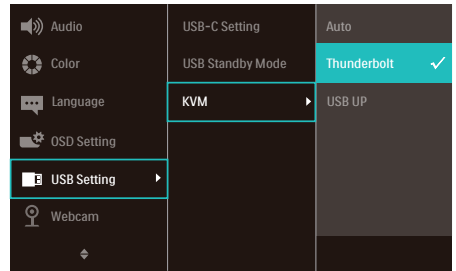 Audio
Color
Language
OSD Setting
USB Setting
Webcam
USB-C Setting
USB Standby Mode
KVM
Auto
Thunderbolt
USB UP